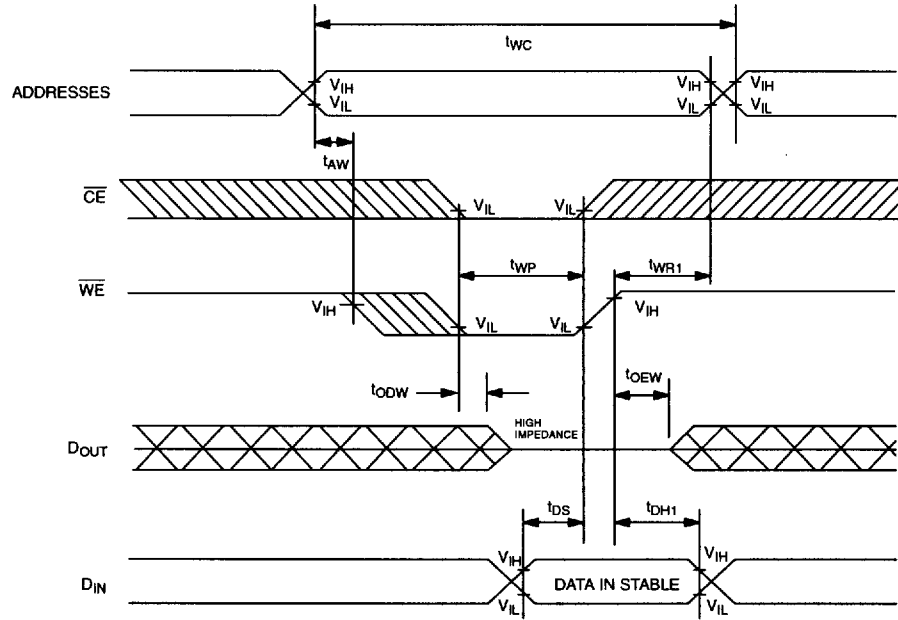 tWC
ADDRESSES
VIH
VIL
VIH
VIL
VIH
VIL
tAW
CE
VIL
VIL
tWP
tWR1
WE
VIH
VIL
VIL
VIH
tODW
tOEW
DOUT
HIGH
IMPEDANCE
tDS
tDH1
DIN
VIH
VIL
DATA IN STABLE
VIH
VIL